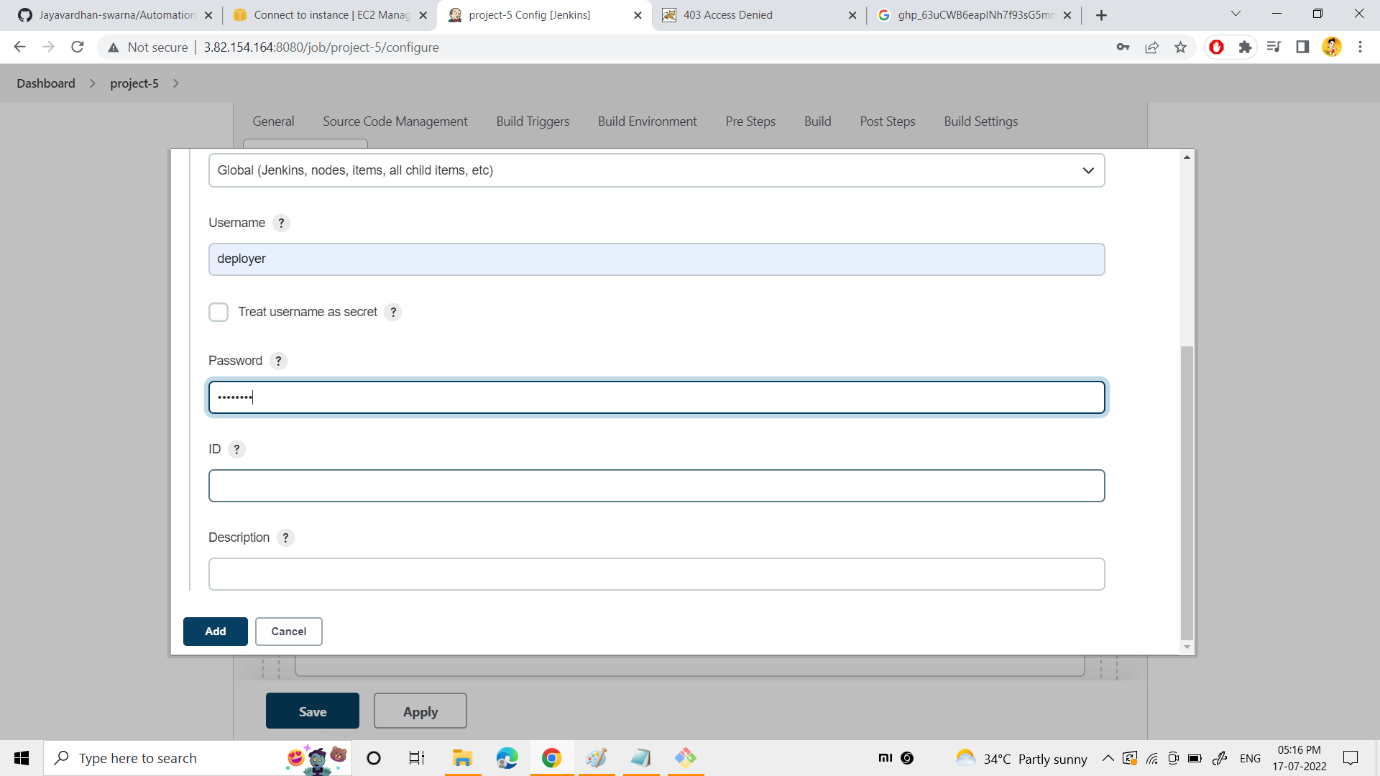 Jayavardhan-swarna/Automation
Connect to instance | EC2 Manag
project-5 Config [Jenkins]
403 Access Denied
Not secure
3.82.154.164:8080/job/project-5/configure
Dashboard
project-5
General
Source Code Management
Build Triggers
Build Environment
Pre Steps
Build
Post Steps
Build Settings
Global (Jenkins, nodes, items, all child items, etc)
Username ?
deployer
Treat username as secret ?
Password ?
••••••••
ID ?
Description ?
Add
Cancel
Save
Apply
Type here to search
34°C Partly sunny
ENG
05:16 PM
17-07-2022